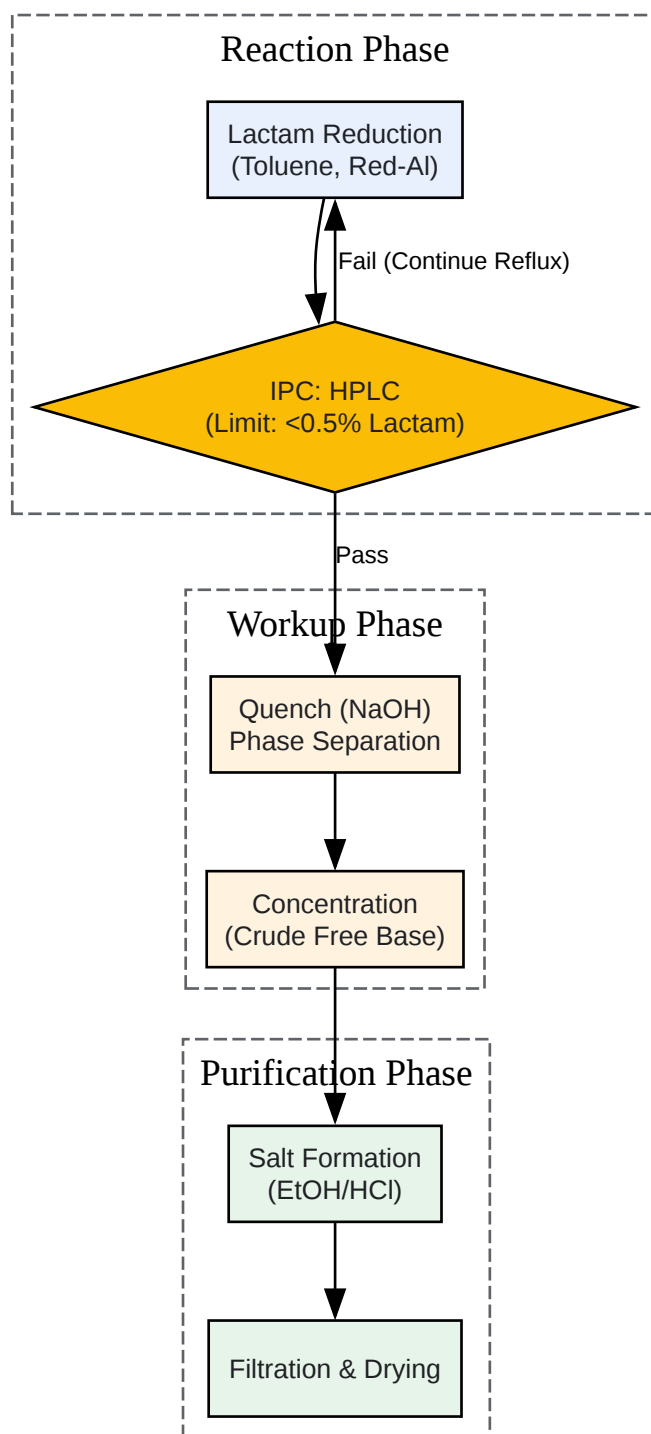 Reaction Phase
Lactam Reduction
(Toluene, Red-Al)
Fail (Continue Reflux)
IPC: HPLC
(Limit: <0.5% Lactam)
Pass
Workup Phase
Quench (NaOH)
Phase Separation
Concentration
(Crude Free Base)
Purification Phase
Salt Formation
(EtOH/HCl)
Filtration & Drying